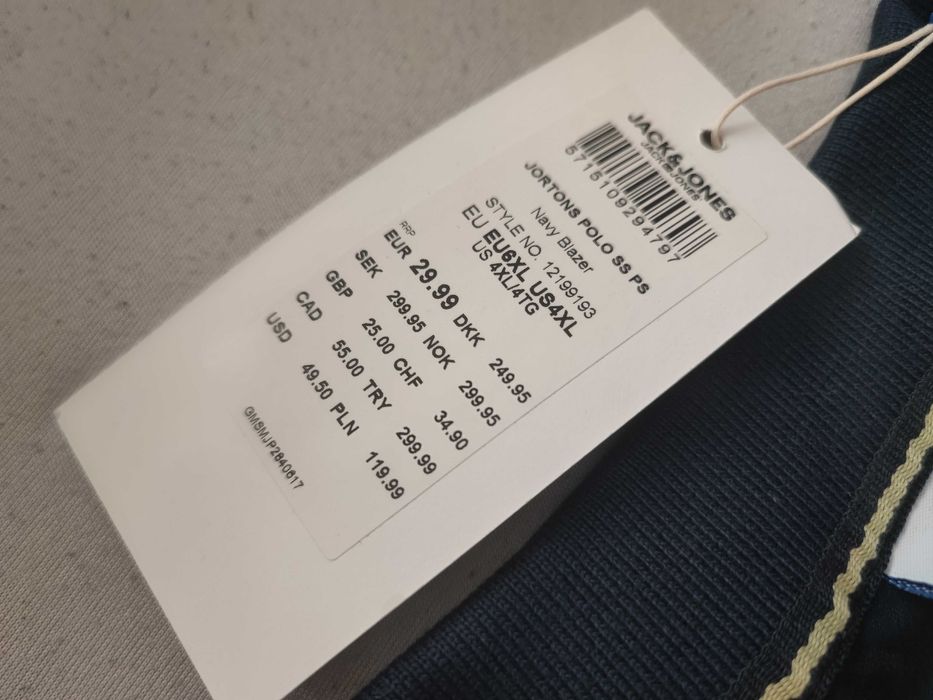 JACK&JONES
JACK&JONES
5715109294797
JORTONS POLO SS PS
Navy Blazer
STYLE NO. 12199193
EU EU6XL US4XL
US 4XL/4TG
RRP
EUR 29.99 DKK 249.95
SEK 299.95 NOK 299.95
GBP 25.00 CHF 34.90
CAD 55.00 TRY 299.99
USD 49.50 PLN 119.99
GMSMJP2840617